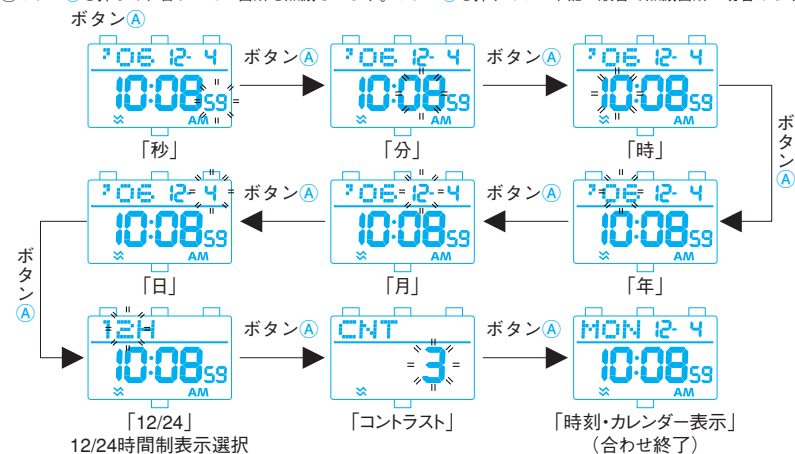 ボタンⒶ
'06 12- 4
10:08 59
AM
「秒」
ボタンⒶ
'06 12- 4
10:08 59
AM
「分」
ボタンⒶ
'06 12- 4
10:08 59
AM
「時」
ボタンⒶ
'06 12- 4
10:08 59
AM
「年」
ボタンⒶ
'06 12- 4
10:08 59
AM
「月」
ボタンⒶ
'06 12- 4
10:08 59
AM
「日」
ボタンⒶ
12H
10:08 59
AM
「12/24」
12/24時間制表示選択
ボタンⒶ
CNT
3
「コントラスト」
ボタンⒶ
MON 12- 4
10:08 59
AM
「時刻・カレンダー表示」
（合わせ終了）